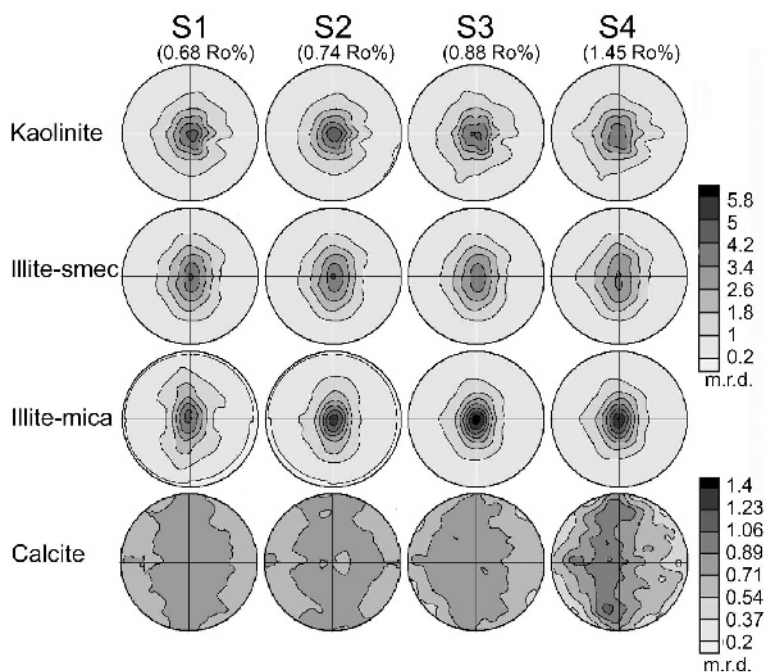 S1 S2 S3 S4
(0.68 Ro%) (0.74 Ro%) (0.88 Ro%) (1.45 Ro%)
Kaolinite
Illite-smec
5.8
5
4.2
3.4
2.6
1.8
1
0.2
m.r.d.
Illite-mica
Calcite
1.4
1.23
1.06
0.89
0.71
0.54
0.37
0.2
m.r.d.